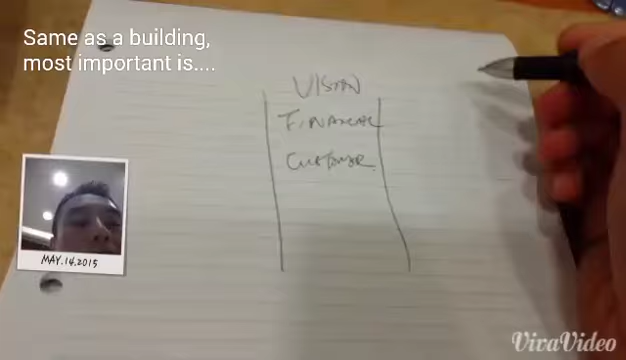 Same as a building,
most important is....
VISION
FINANCIAL
CUSTOMER
MAY.14.2015
VivaVideo